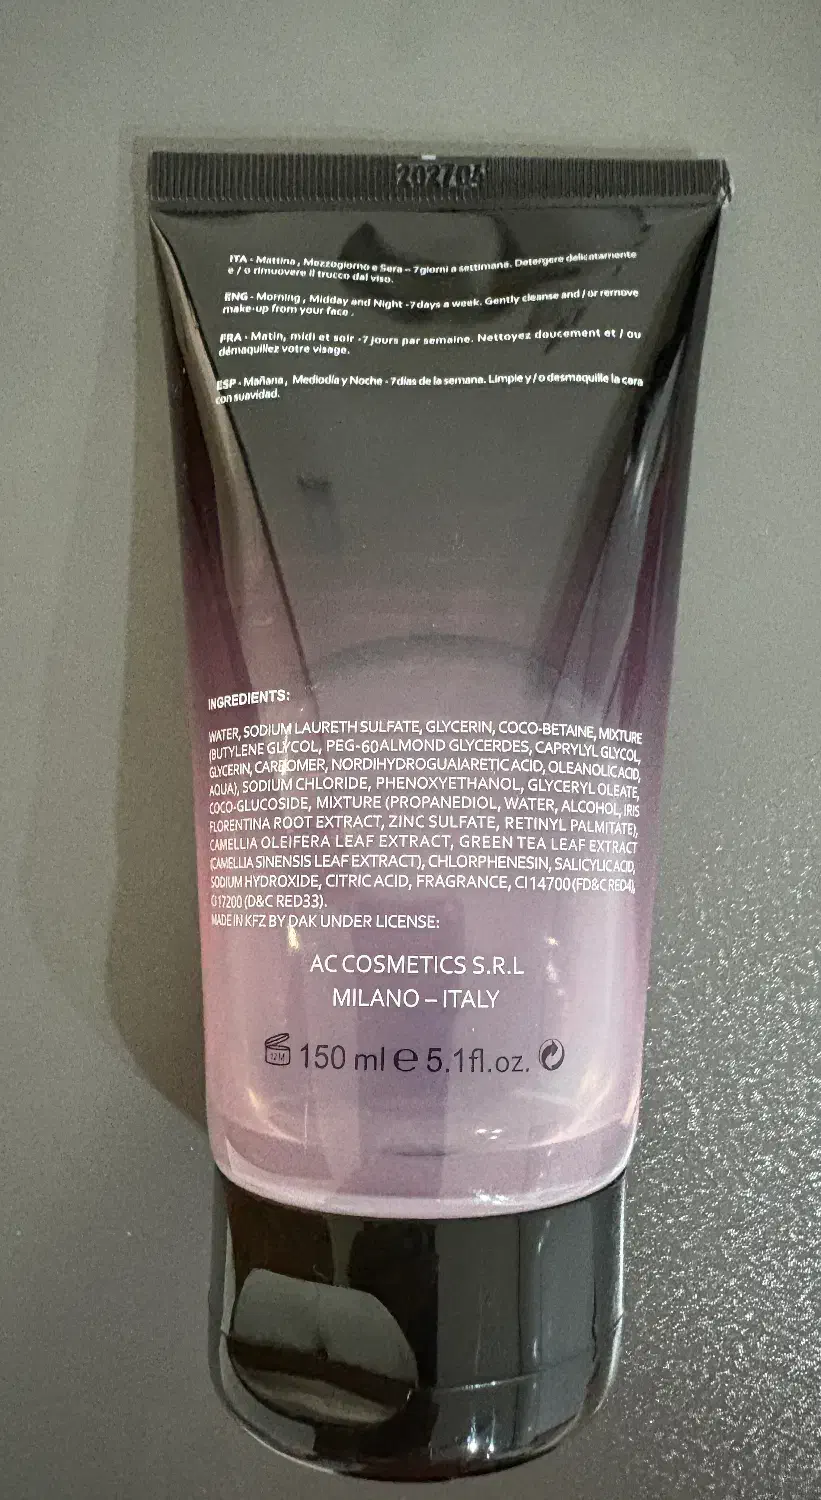 202704
ITA - Mattina, Mezzogiorno e Sera – 7giorni a settimana. Detergere delicatamente
e / o rimuovere il trucco dal viso.
ENG - Morning , Midday and Night -7days a week. Gently cleanse and / or remove
make-up from your face .
FRA - Matin, midi et soir -7 jours par semaine. Nettoyez doucement et / ou
démaquillez votre visage.
ESP - Mañana, Mediodía y Noche - 7dias de la semana. Limpie y / o desmaquille la cara
con suavidad.
INGREDIENTS:
WATER, SODIUM LAURETH SULFATE, GLYCERIN, COCO-BETAINE, MIXTURE
(BUTYLENE GLYCOL, PEG-60 ALMOND GLYCERDES, CAPRYLYL GLYCOL,
GLYCERIN, CARBOMER, NORDIHYDROGUAIARETIC ACID, OLEANOLIC ACID,
AQUA), SODIUM CHLORIDE, PHENOXYETHANOL, GLYCERYL OLEATE,
COCO-GLUCOSIDE, MIXTURE (PROPANEDIOL, WATER, ALCOHOL, IRIS
FLORENTINA ROOT EXTRACT, ZINC SULFATE, RETINYL PALMITATE),
CAMELLIA OLEIFERA LEAF EXTRACT, GREEN TEA LEAF EXTRACT
(CAMELLIA SINENSIS LEAF EXTRACT), CHLORPHENESIN, SALICYLIC ACID,
SODIUM HYDROXIDE, CITRIC ACID, FRAGRANCE, CI 14700 (FD&C RED4),
CI 17200 (D&C RED33).
MADE IN KFZ BY DAK UNDER LICENSE:
AC COSMETICS S.R.L
MILANO – ITALY
12M 150 ml e 5.1fl.oz.